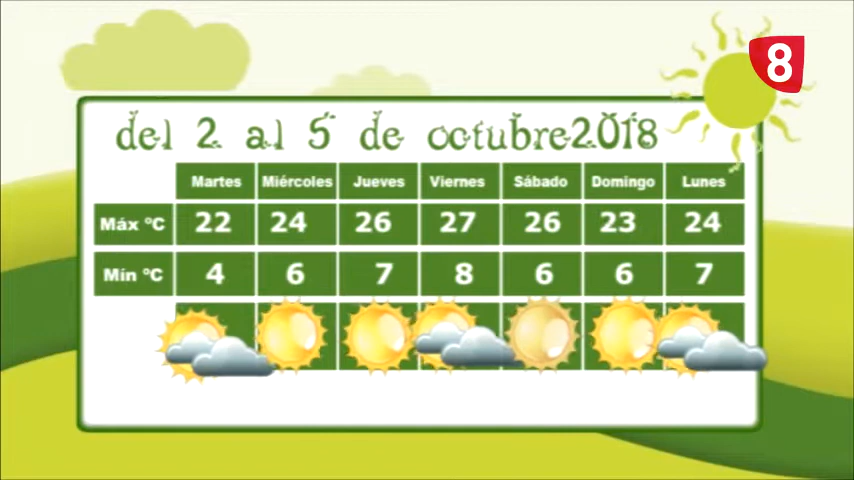 8
del 2 al 5 de octubre2018
Martes Miércoles Jueves Viernes Sábado Domingo Lunes
Máx ºC 22 24 26 27 26 23 24
Mín ºC 4 6 7 8 6 6 7